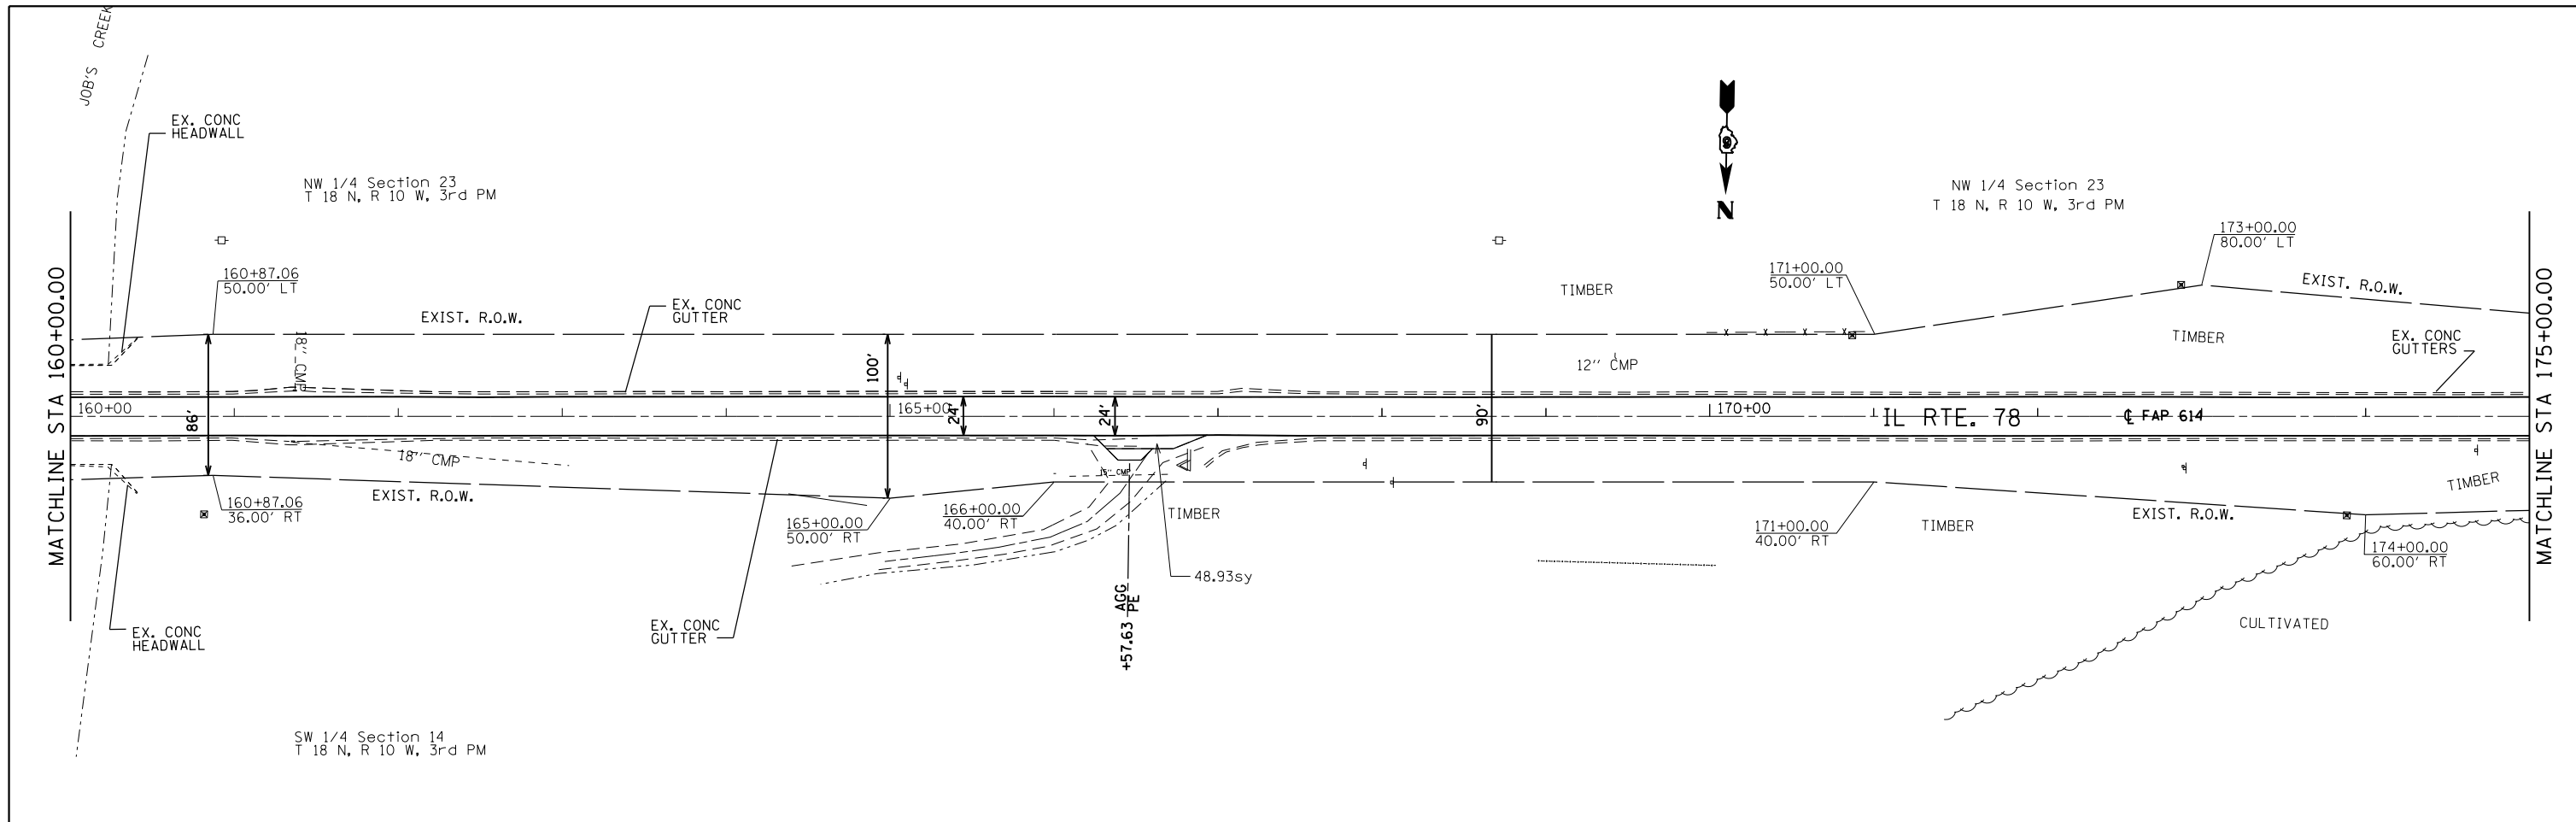 JOB'S CREEK
EX. CONC
HEADWALL
NW 1/4 Section 23
T 18 N, R 10 W, 3rd PM
N
NW 1/4 Section 23
T 18 N, R 10 W, 3rd PM
173+00.00
80.00' LT
160+87.06
50.00' LT
EXIST. R.O.W.
EX. CONC
GUTTER
TIMBER
171+00.00
50.00' LT
EXIST. R.O.W.
TIMBER
EX. CONC
GUTTERS
MATCHLINE STA 160+00.00
MATCHLINE STA 175+00.00
18'' CMP
100'
12'' CMP
160+00
86'
165+00
24'
24'
90'
170+00
IL RTE. 78
℄ FAP 614
18'' CMP
15'' CMP
EXIST. R.O.W.
160+87.06
36.00' RT
165+00.00
50.00' RT
166+00.00
40.00' RT
TIMBER
171+00.00
40.00' RT
TIMBER
EXIST. R.O.W.
TIMBER
174+00.00
60.00' RT
48.93sy
+57.63 AGG
PE
EX. CONC
HEADWALL
EX. CONC
GUTTER
CULTIVATED
SW 1/4 Section 14
T 18 N, R 10 W, 3rd PM